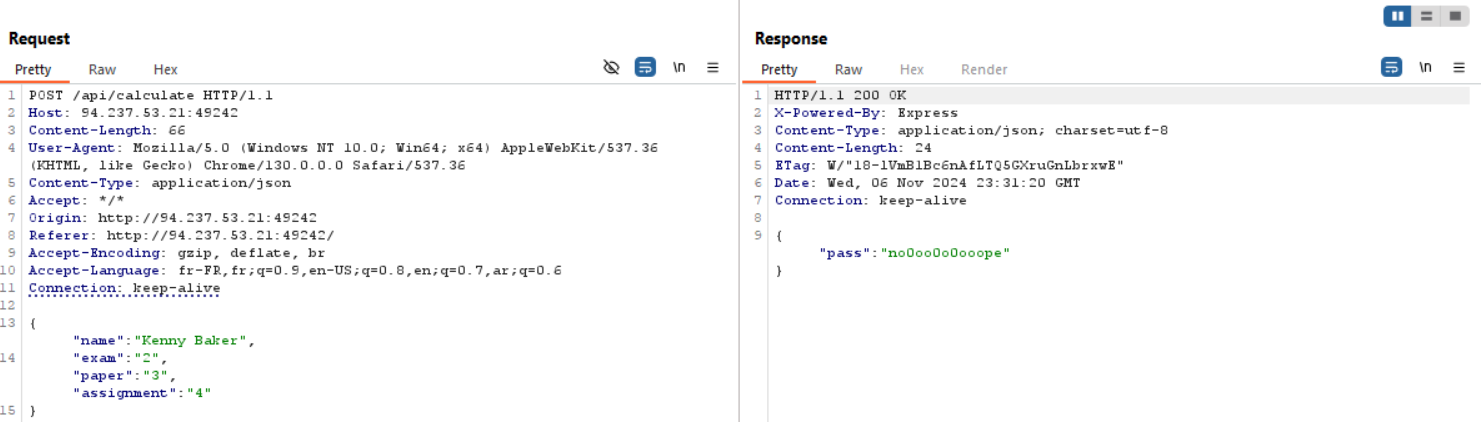 Request
Pretty Raw Hex \n
1 POST /api/calculate HTTP/1.1
2 Host: 94.237.53.21:49242
3 Content-Length: 66
4 User-Agent: Mozilla/5.0 (Windows NT 10.0; Win64; x64) AppleWebKit/537.36
(KHTML, like Gecko) Chrome/130.0.0.0 Safari/537.36
5 Content-Type: application/json
6 Accept: */*
7 Origin: http://94.237.53.21:49242
8 Referer: http://94.237.53.21:49242/
9 Accept-Encoding: gzip, deflate, br
10 Accept-Language: fr-FR,fr;q=0.9,en-US;q=0.8,en;q=0.7,ar;q=0.6
11 Connection: keep-alive
12
13 {
"name":"Kenny Baker",
14 "exam":"2",
"paper":"3",
"assignment":"4"
15 }
Response
Pretty Raw Hex Render \n
1 HTTP/1.1 200 OK
2 X-Powered-By: Express
3 Content-Type: application/json; charset=utf-8
4 Content-Length: 24
5 ETag: W/"18-lVmBlBc6nAfLTQ5GXruGnLbrxwE"
6 Date: Wed, 06 Nov 2024 23:31:20 GMT
7 Connection: keep-alive
8
9 {
"pass":"n0o0o0o0ooope"
}